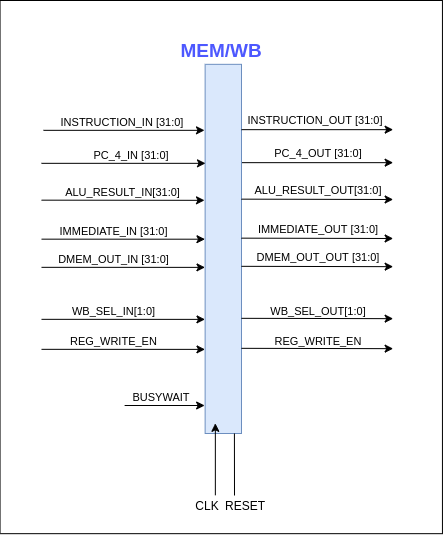 MEM/WB
INSTRUCTION_IN [31:0]
INSTRUCTION_OUT [31:0]
PC_4_IN [31:0]
PC_4_OUT [31:0]
ALU_RESULT_IN[31:0]
ALU_RESULT_OUT[31:0]
IMMEDIATE_IN [31:0]
IMMEDIATE_OUT [31:0]
DMEM_OUT_IN [31:0]
DMEM_OUT_OUT [31:0]
WB_SEL_IN[1:0]
WB_SEL_OUT[1:0]
REG_WRITE_EN
REG_WRITE_EN
BUSYWAIT
CLK RESET